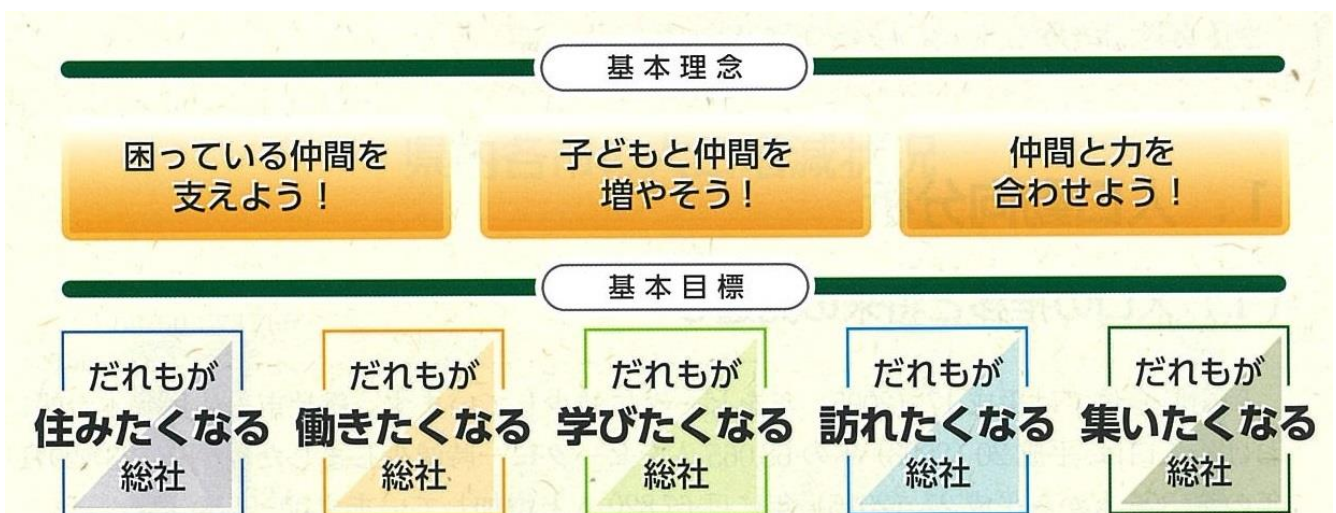 基本理念
困っている仲間を
支えよう！
子どもと仲間を
増やそう！
仲間と力を
合わせよう！
基本目標
だれもが
住みたくなる
総社
だれもが
働きたくなる
総社
だれもが
学びたくなる
総社
だれもが
訪れたくなる
総社
だれもが
集いたくなる
総社